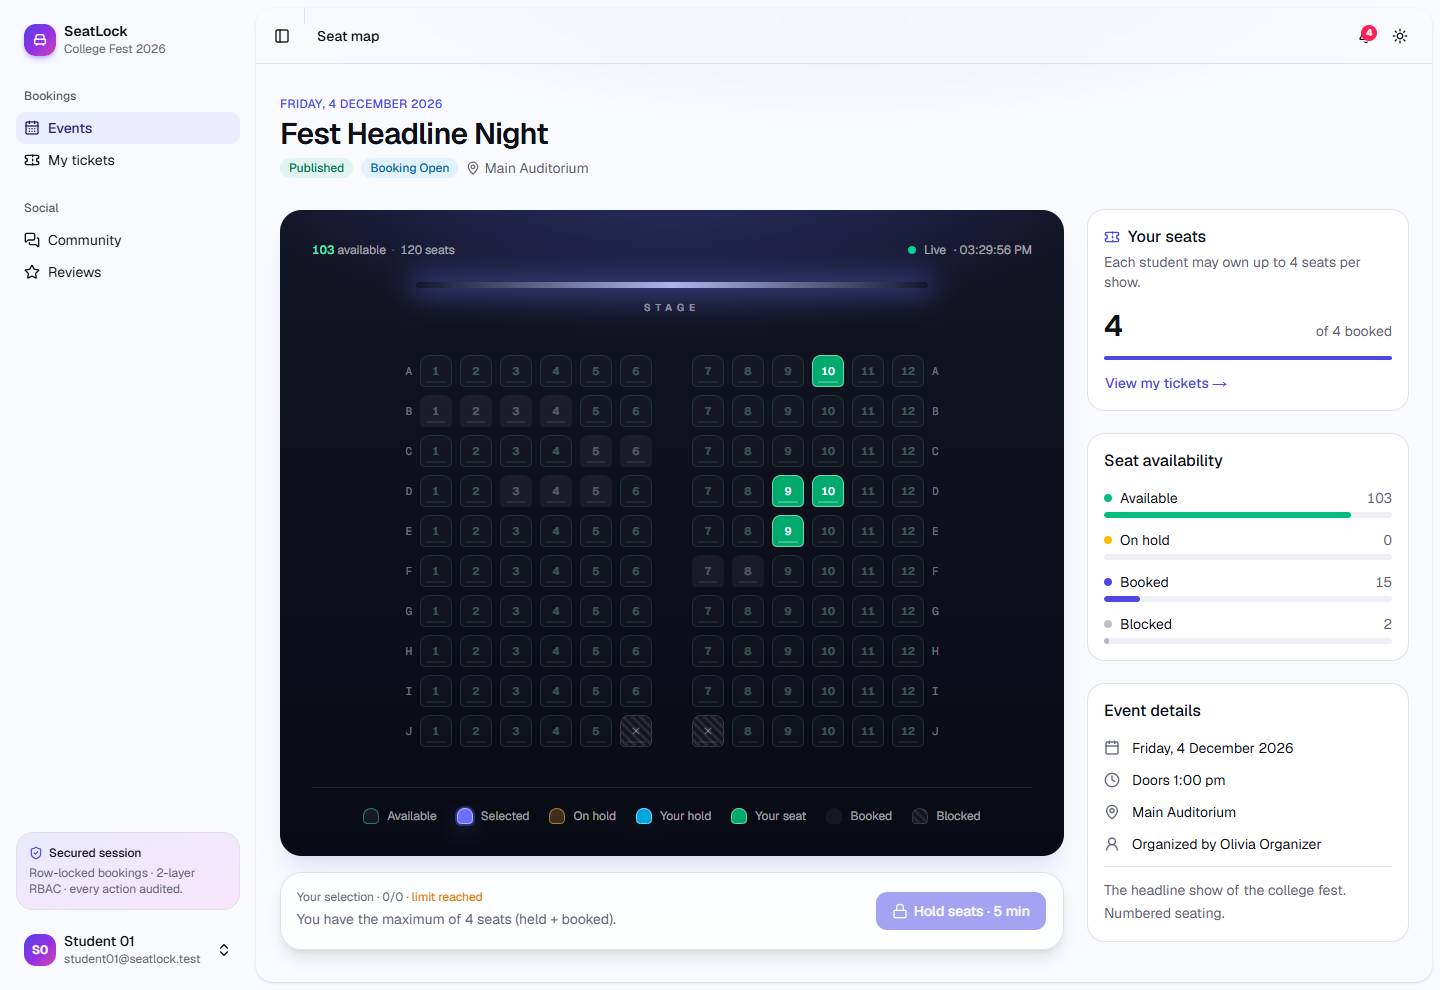 SeatLock
College Fest 2026
Bookings
Events
My tickets
Social
Community
Reviews
Secured session
Row-locked bookings · 2-layer
RBAC · every action audited.
S0
Student 01
student01@seatlock.test
Seat map
4
FRIDAY, 4 DECEMBER 2026
Fest Headline Night
Published
Booking Open
Main Auditorium
103 available · 120 seats
Live · 03:29:56 PM
STAGE
A 1 2 3 4 5 6 7 8 9 10 11 12 A
B 1 2 3 4 5 6 7 8 9 10 11 12 B
C 1 2 3 4 5 6 7 8 9 10 11 12 C
D 1 2 3 4 5 6 7 8 9 10 11 12 D
E 1 2 3 4 5 6 7 8 9 10 11 12 E
F 1 2 3 4 5 6 7 8 9 10 11 12 F
G 1 2 3 4 5 6 7 8 9 10 11 12 G
H 1 2 3 4 5 6 7 8 9 10 11 12 H
I 1 2 3 4 5 6 7 8 9 10 11 12 I
J 1 2 3 4 5 × × 8 9 10 11 12 J
Available
Selected
On hold
Your hold
Your seat
Booked
Blocked
Your selection · 0/0 · limit reached
You have the maximum of 4 seats (held + booked).
Hold seats · 5 min
Your seats
Each student may own up to 4 seats per
show.
4
of 4 booked
View my tickets →
Seat availability
Available 103
On hold 0
Booked 15
Blocked 2
Event details
Friday, 4 December 2026
Doors 1:00 pm
Main Auditorium
Organized by Olivia Organizer
The headline show of the college fest.
Numbered seating.